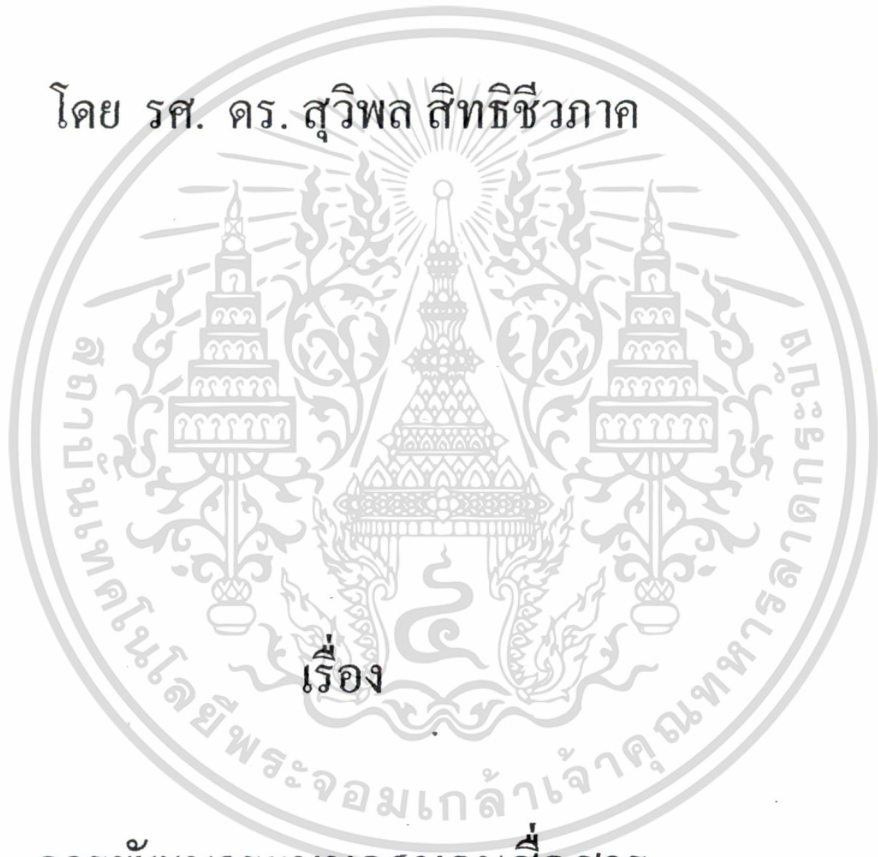 โดย รศ. ดร. สุวิพล สิทธิชีวภาค
สถาบันเทคโนโลยีพระจอมเกล้าเจ้าคุณทหารลาดกระบัง
๔
เรื่อง